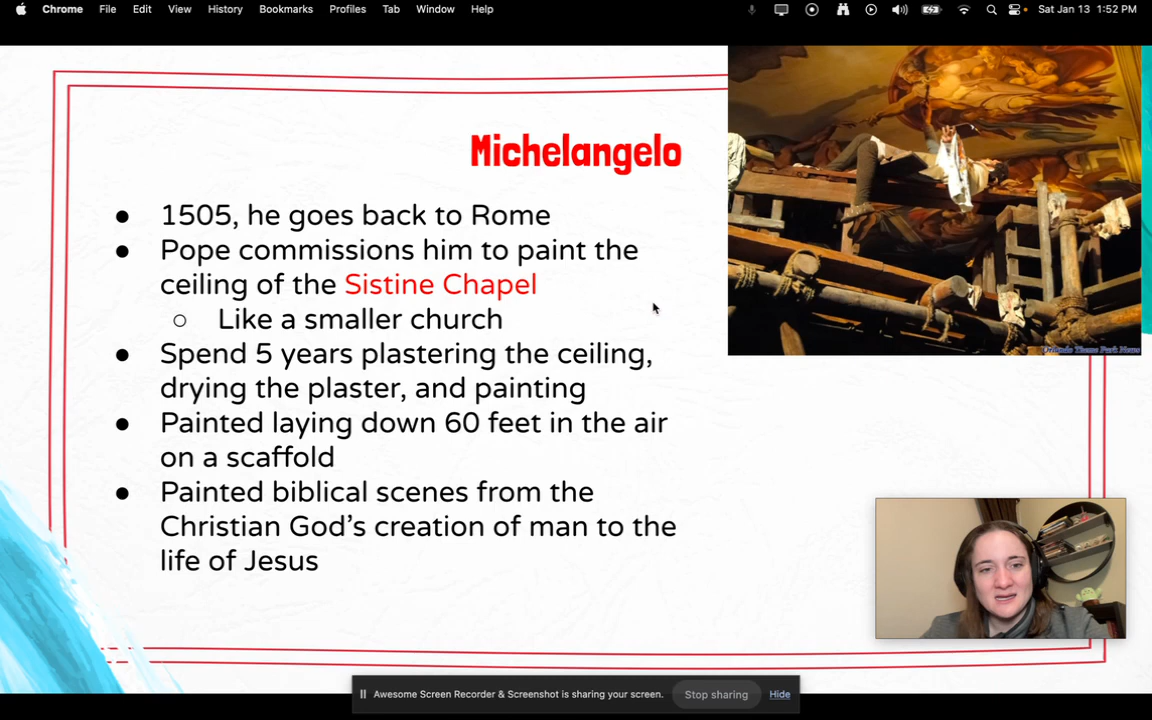 Chrome File Edit View History Bookmarks Profiles Tab Window Help Sat Jan 13 1:52 PM
Michelangelo
● 1505, he goes back to Rome
● Pope commissions him to paint the
ceiling of the Sistine Chapel
○ Like a smaller church
● Spend 5 years plastering the ceiling,
drying the plaster, and painting
● Painted laying down 60 feet in the air
on a scaffold
● Painted biblical scenes from the
Christian God’s creation of man to the
life of Jesus
Orlando Theme Park News
Awesome Screen Recorder & Screenshot is sharing your screen. Stop sharing Hide